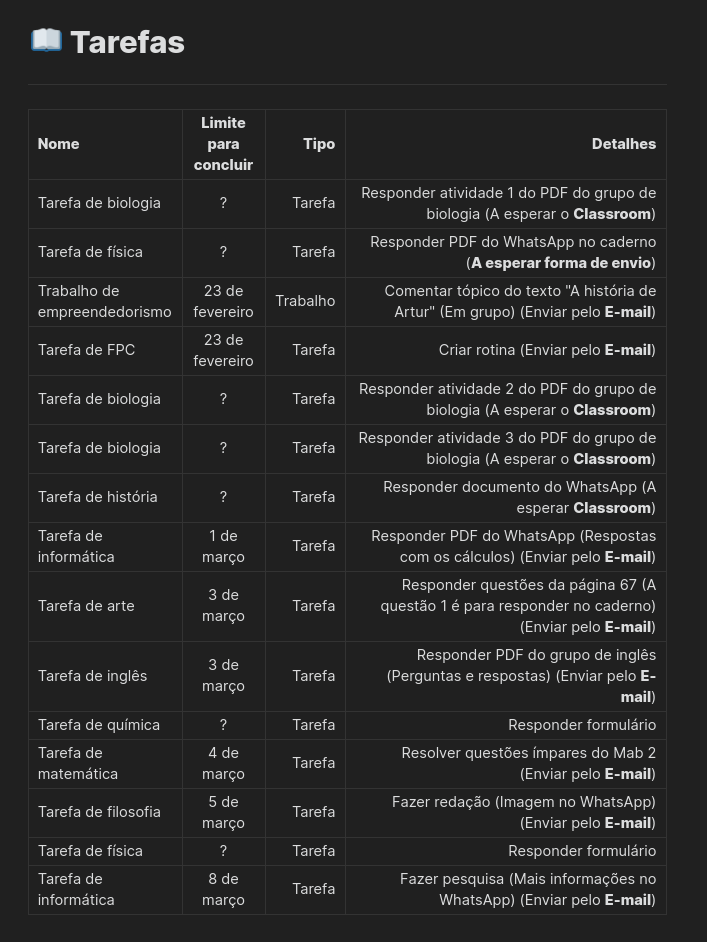 📖 Tarefas
Nome
Limite
para
concluir
Tipo
Detalhes
Tarefa de biologia
?
Tarefa
Responder atividade 1 do PDF do grupo de
biologia (A esperar o Classroom)
Tarefa de física
?
Tarefa
Responder PDF do WhatsApp no caderno
(A esperar forma de envio)
Trabalho de
empreendedorismo
23 de
fevereiro
Trabalho
Comentar tópico do texto "A história de
Artur" (Em grupo) (Enviar pelo E-mail)
Tarefa de FPC
23 de
fevereiro
Tarefa
Criar rotina (Enviar pelo E-mail)
Tarefa de biologia
?
Tarefa
Responder atividade 2 do PDF do grupo de
biologia (A esperar o Classroom)
Tarefa de biologia
?
Tarefa
Responder atividade 3 do PDF do grupo de
biologia (A esperar o Classroom)
Tarefa de história
?
Tarefa
Responder documento do WhatsApp (A
esperar Classroom)
Tarefa de
informática
1 de
março
Tarefa
Responder PDF do WhatsApp (Respostas
com os cálculos) (Enviar pelo E-mail)
Tarefa de arte
3 de
março
Tarefa
Responder questões da página 67 (A
questão 1 é para responder no caderno)
(Enviar pelo E-mail)
Tarefa de inglês
3 de
março
Tarefa
Responder PDF do grupo de inglês
(Perguntas e respostas) (Enviar pelo E-
mail)
Tarefa de química
?
Tarefa
Responder formulário
Tarefa de
matemática
4 de
março
Tarefa
Resolver questões ímpares do Mab 2
(Enviar pelo E-mail)
Tarefa de filosofia
5 de
março
Tarefa
Fazer redação (Imagem no WhatsApp)
(Enviar pelo E-mail)
Tarefa de física
?
Tarefa
Responder formulário
Tarefa de
informática
8 de
março
Tarefa
Fazer pesquisa (Mais informações no
WhatsApp) (Enviar pelo E-mail)